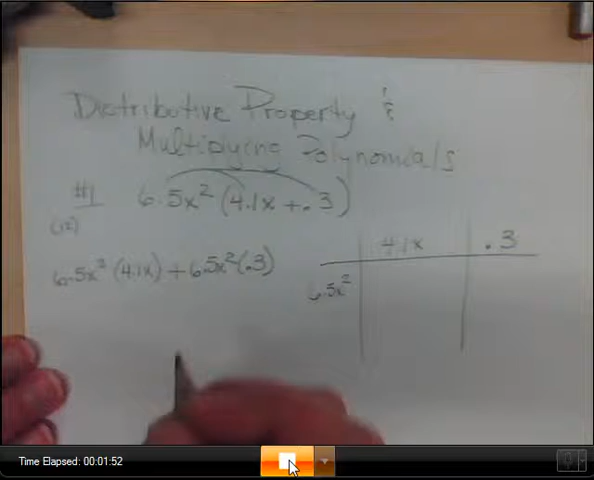 Distributive Property &
Multiplying Polynomials
#1
6.5x² (4.1x + .3)
(12)
6.5x² (4.1x) + 6.5x² (.3)
4.1x .3
6.5x²
Time Elapsed: 00:01:52